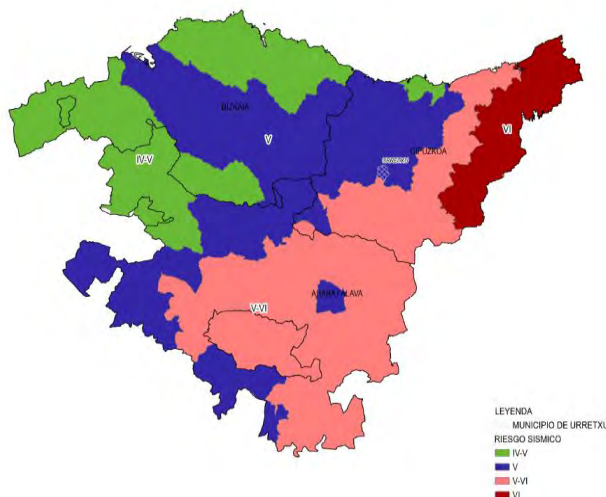 BIZKAIA
V
VI
GIPUZKOA
IV-V
ARABA / ALAVA
V-VI
LEYENDA
MUNICIPIO DE URRETXU
RIESGO SISMICO
IV-V
V
V-VI
VI